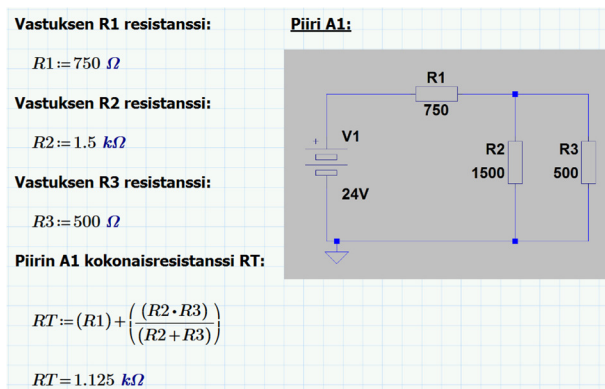 Vastuksen R1 resistanssi:
R1:=750 Ω
Vastuksen R2 resistanssi:
R2:=1.5 kΩ
Vastuksen R3 resistanssi:
R3:=500 Ω
Piirin A1 kokonaisresistanssi RT:
RT:=(R1)+((R2·R3)/(R2+R3))
RT=1.125 kΩ
Piiri A1:
R1
750
+
V1
24V
R2
1500
R3
500